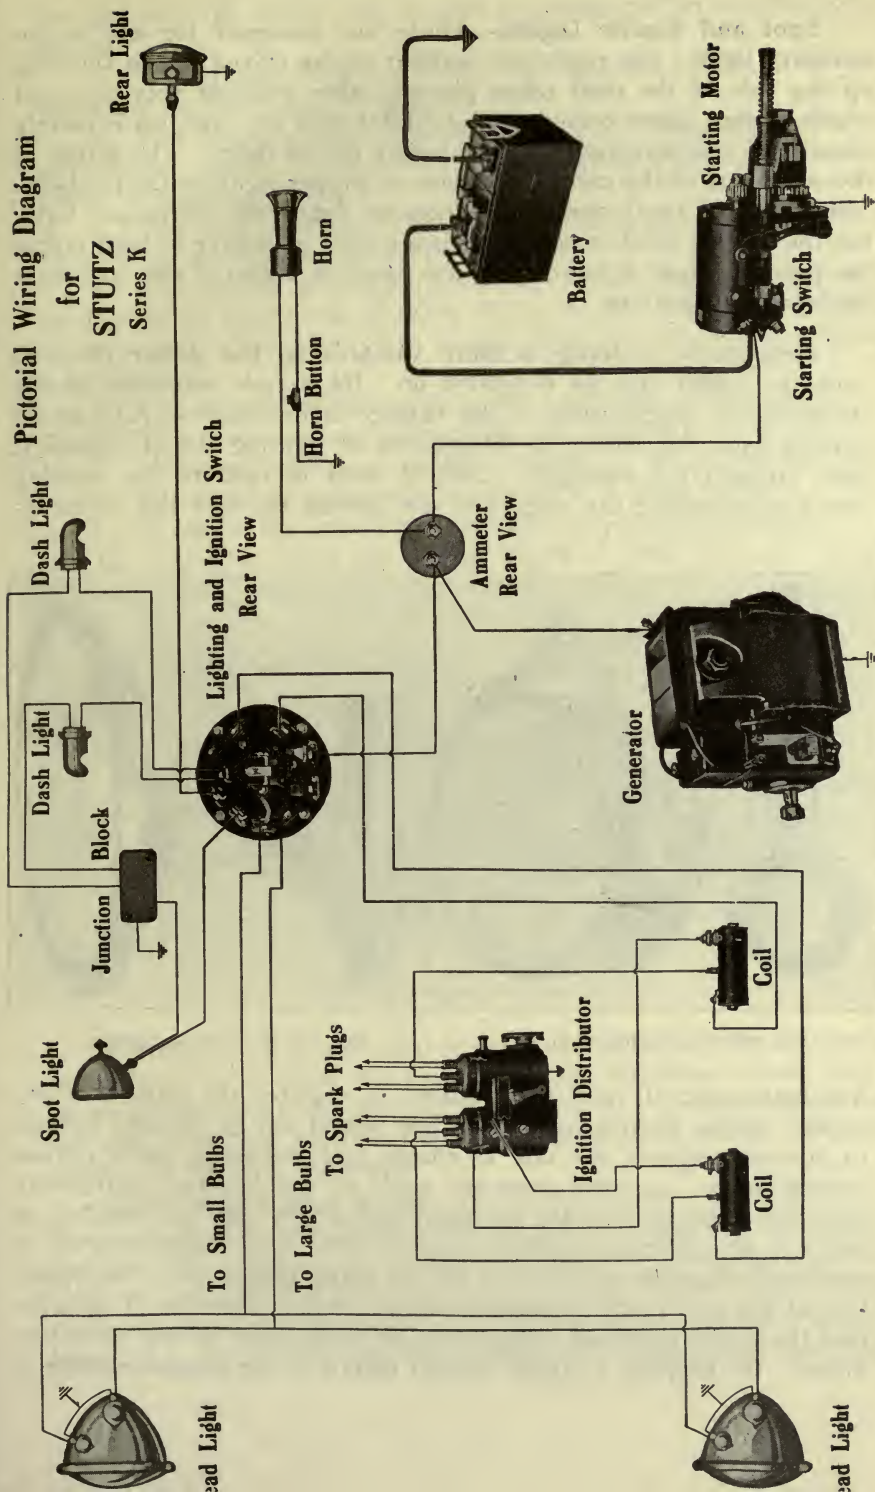 Pictorial Wiring Diagram
for
STUTZ
Series K
Rear Light
Dash Light
Dash Light
Junction Block
Spot Light
Lighting and Ignition Switch
Rear View
Horn
Horn Button
Battery
Starting Motor
Starting Switch
Ammeter
Rear View
Generator
To Small Bulbs
To Large Bulbs
To Spark Plugs
Ignition Distributor
Coil
Coil
ead Light
ead Light